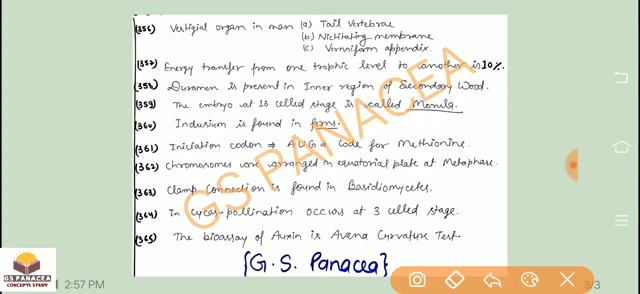 (356) Vertigial organ in man (a) Tail Vertebrae
(b) Nictitating membrane
(c) Vermiform appendix.
(357) Energy transfer from one trophic level to another is 10%
(358) Duramen is present in Inner region of Secondary Wood.
(359) The embryo at 16 celled stage is called Morula.
(360) Indusium is found in ferns.
(361) Iniciation codon ⇒ AUG ⇒ Code for Methionine.
(362) Chromosomes were arranged in equatorial plate at Metaphase.
(363) Clamp Connection is found in Basidiomycetes.
(364) In cycas pollination occurs at 3 celled stage.
(365) The bioassay of Auxin is Avena Curvature Test
{G. S. Panacea}
GS PANACEA
GS PANACEA
CONCEPTS STUDY
2:57 PM
3/3